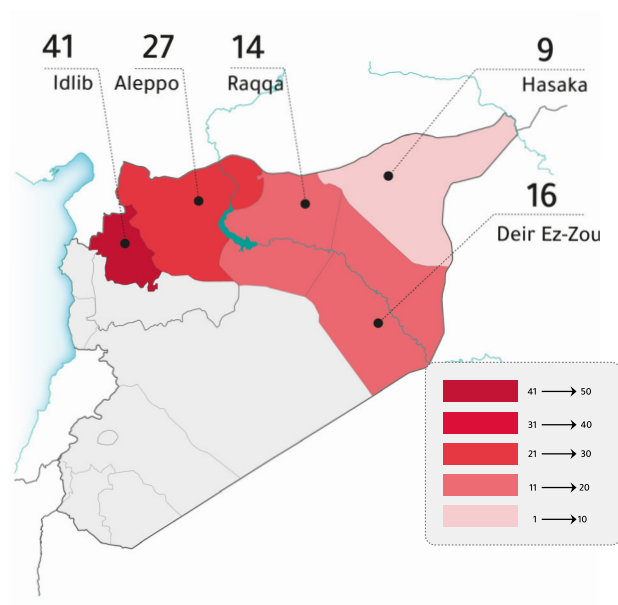 41
Idlib
27
Aleppo
14
Raqqa
9
Hasaka
16
Deir Ez-Zou
41 → 50
31 → 40
21 → 30
11 → 20
1 → 10